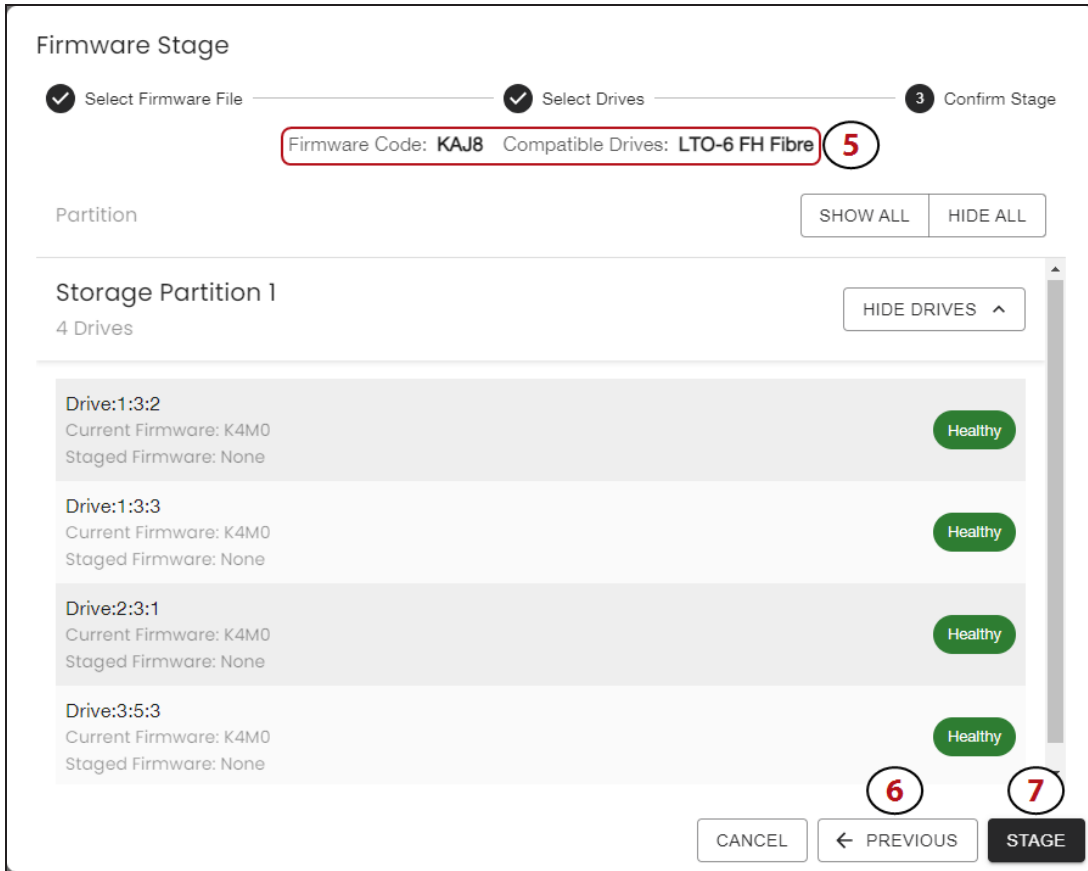 Firmware Stage
Select Firmware File
Select Drives
3 Confirm Stage
Firmware Code: KAJ8 Compatible Drives: LTO-6 FH Fibre 5
Partition
SHOW ALL HIDE ALL
Storage Partition 1
4 Drives
HIDE DRIVES
Drive:1:3:2
Current Firmware: K4M0
Staged Firmware: None
Healthy
Drive:1:3:3
Current Firmware: K4M0
Staged Firmware: None
Healthy
Drive:2:3:1
Current Firmware: K4M0
Staged Firmware: None
Healthy
Drive:3:5:3
Current Firmware: K4M0
Staged Firmware: None
Healthy
6 7
CANCEL ← PREVIOUS STAGE